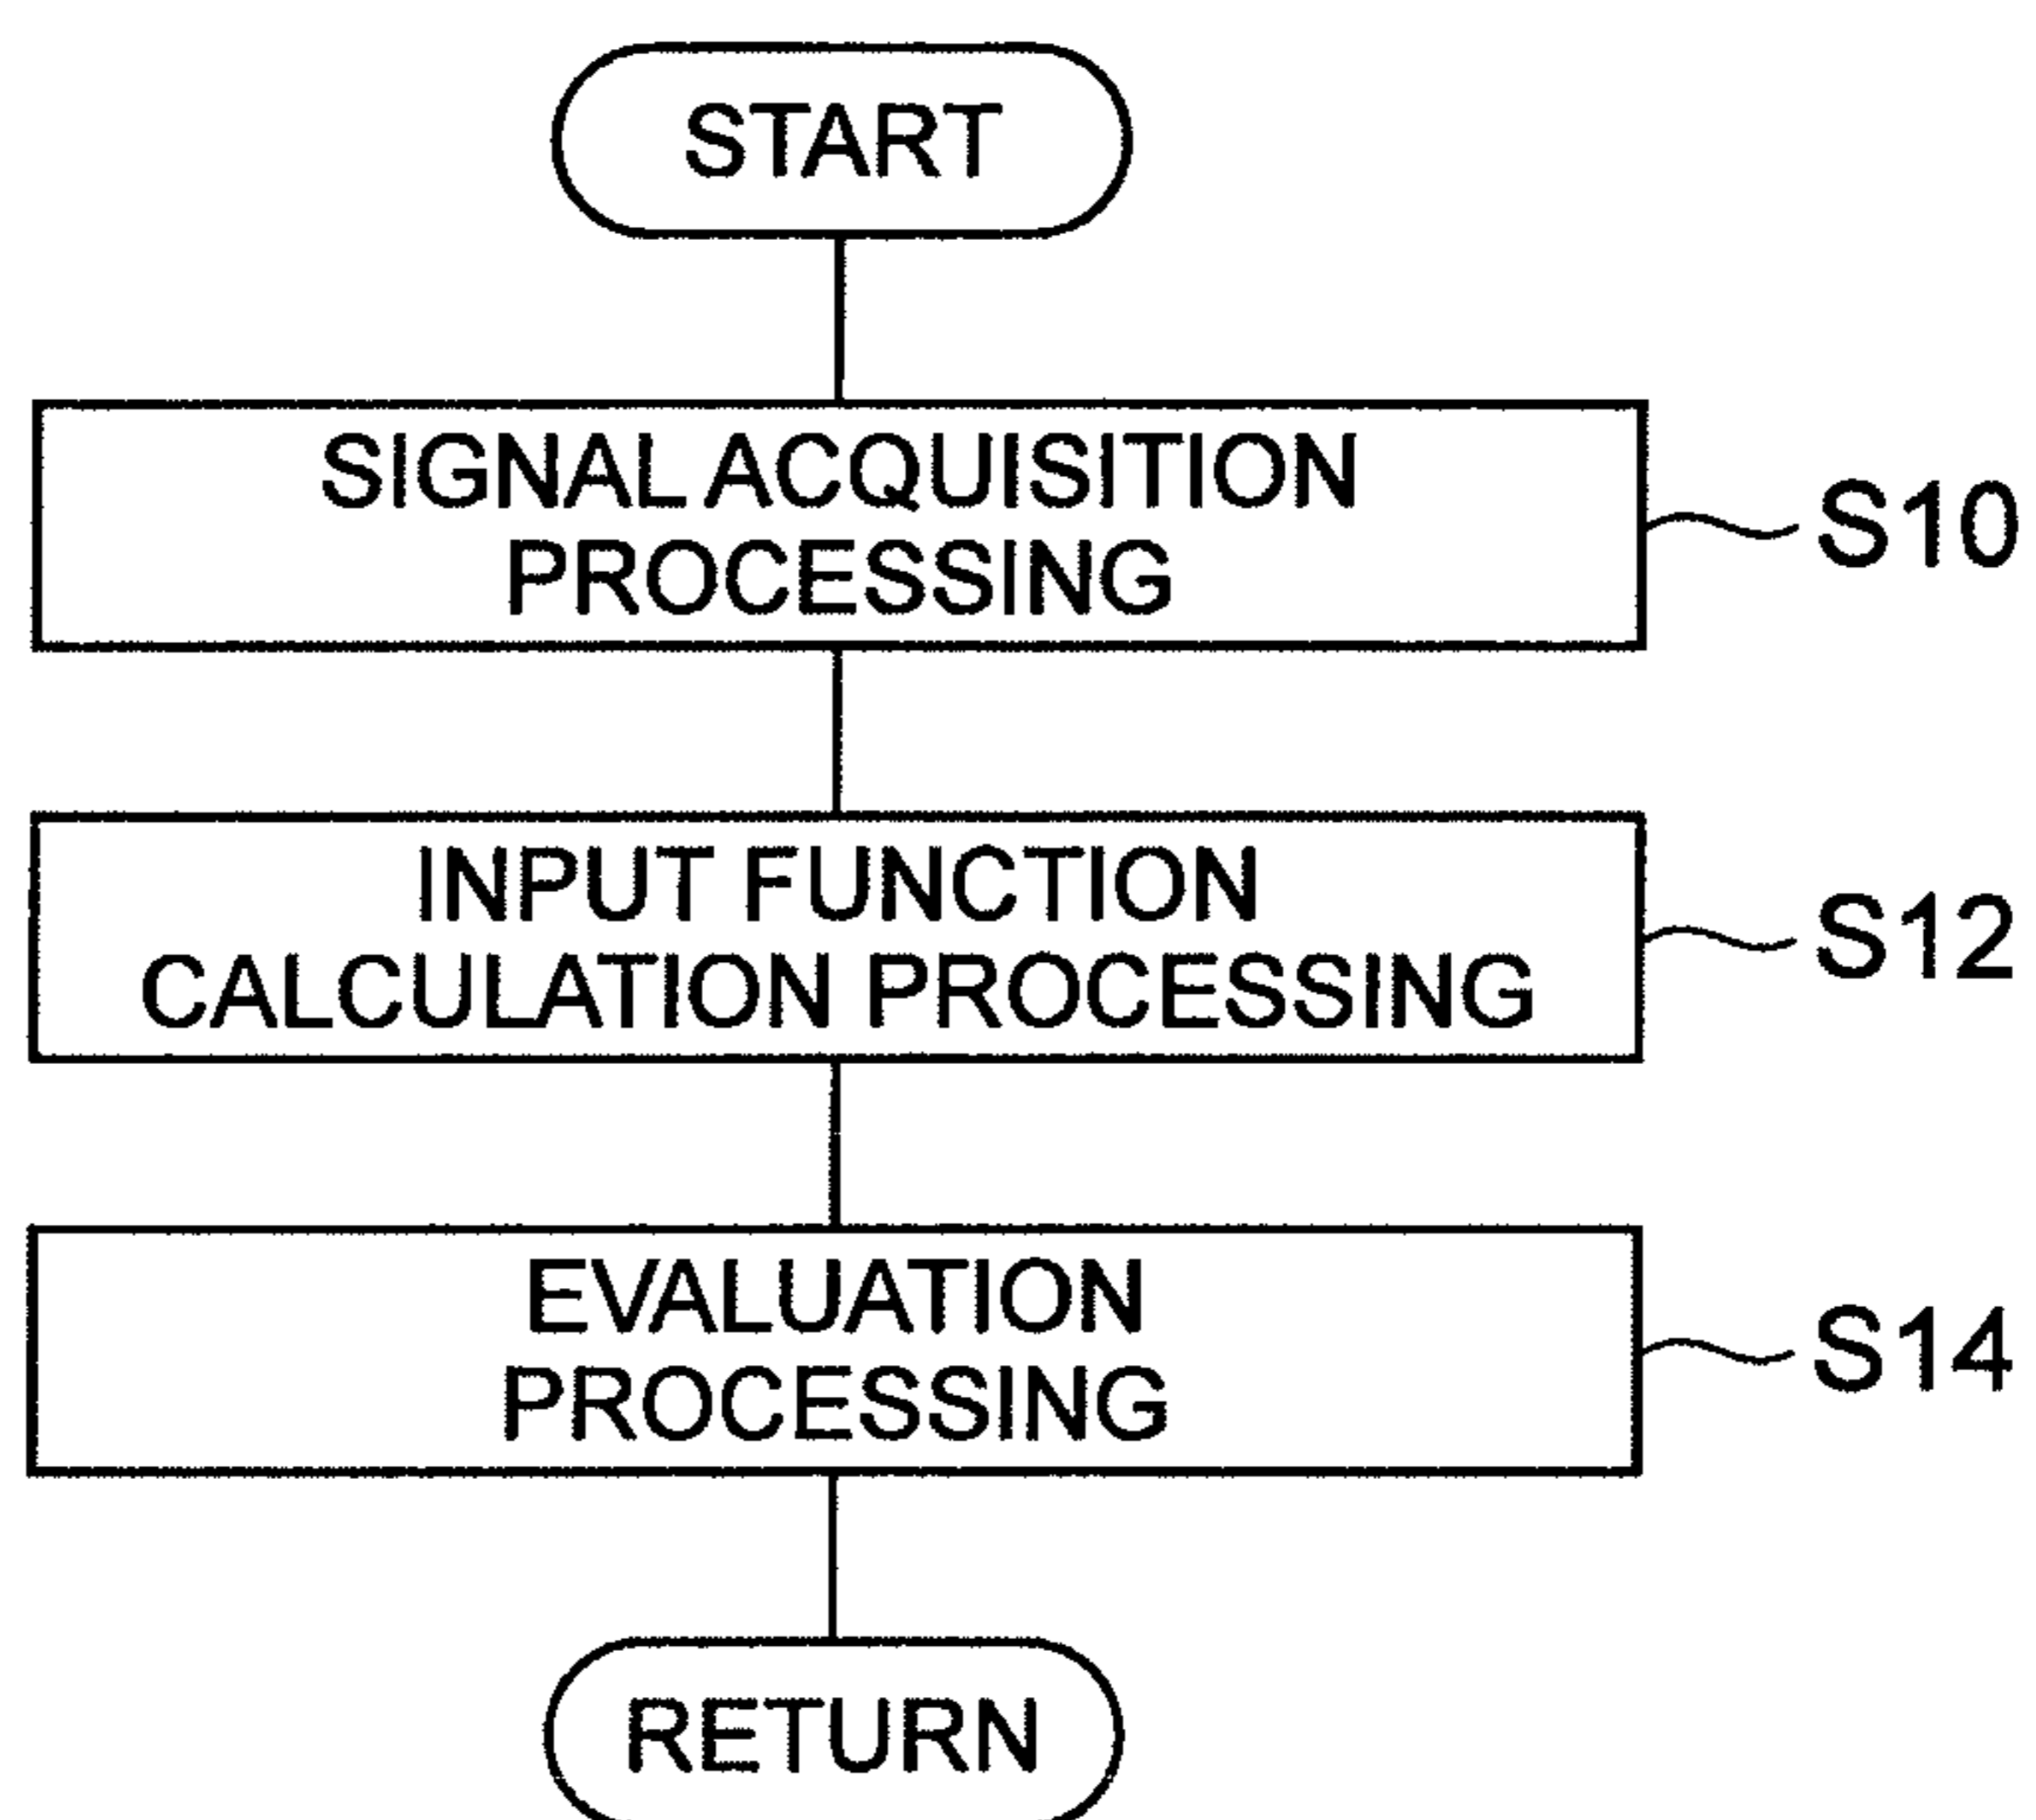 START
SIGNAL ACQUISITION
PROCESSING
S10
INPUT FUNCTION
CALCULATION PROCESSING
S12
EVALUATION
PROCESSING
S14
RETURN